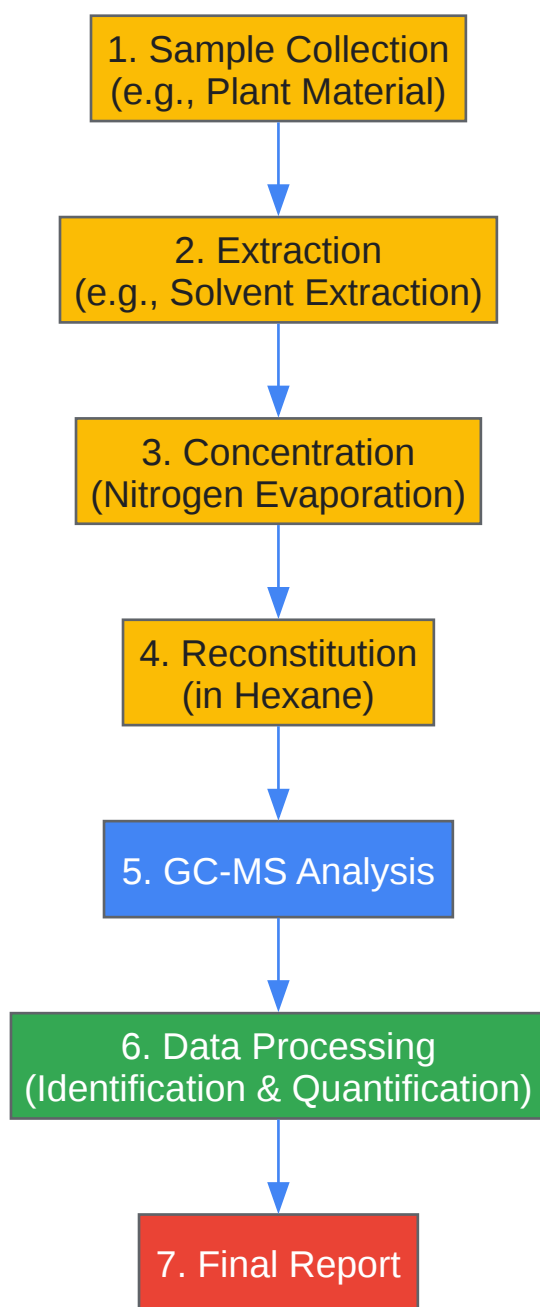 1. Sample Collection
(e.g., Plant Material)
2. Extraction
(e.g., Solvent Extraction)
3. Concentration
(Nitrogen Evaporation)
4. Reconstitution
(in Hexane)
5. GC-MS Analysis
6. Data Processing
(Identification & Quantification)
7. Final Report